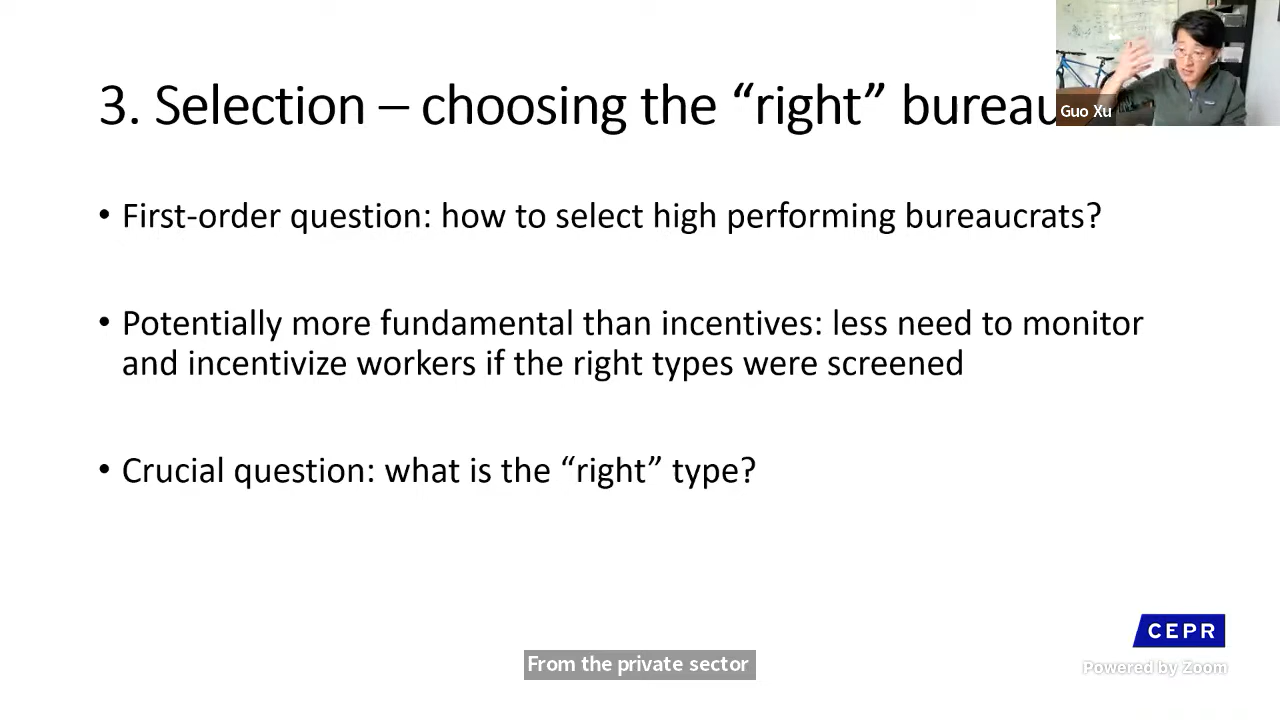 3. Selection – choosing the “right” bureau
Guo Xu
• First-order question: how to select high performing bureaucrats?
• Potentially more fundamental than incentives: less need to monitor
and incentivize workers if the right types were screened
• Crucial question: what is the “right” type?
CEPR
From the private sector
Powered by Zoom